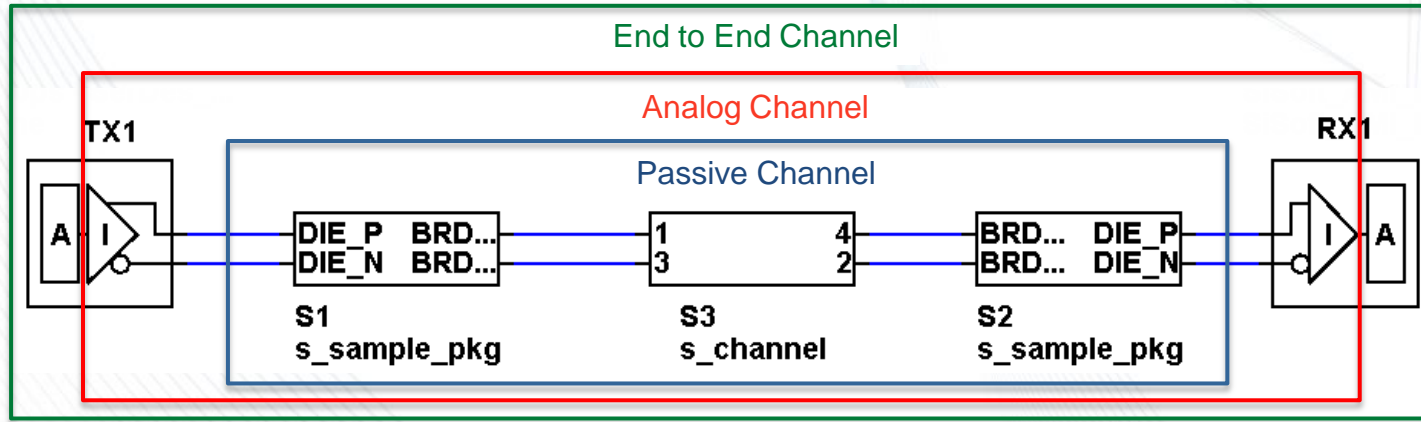 End to End Channel
Analog Channel
TX1
RX1
Passive Channel
A I
DIE_P BRD...
DIE_N BRD...
1 4
3 2
BRD... DIE_P
BRD... DIE_N
I A
S1
s_sample_pkg
S3
s_channel
S2
s_sample_pkg